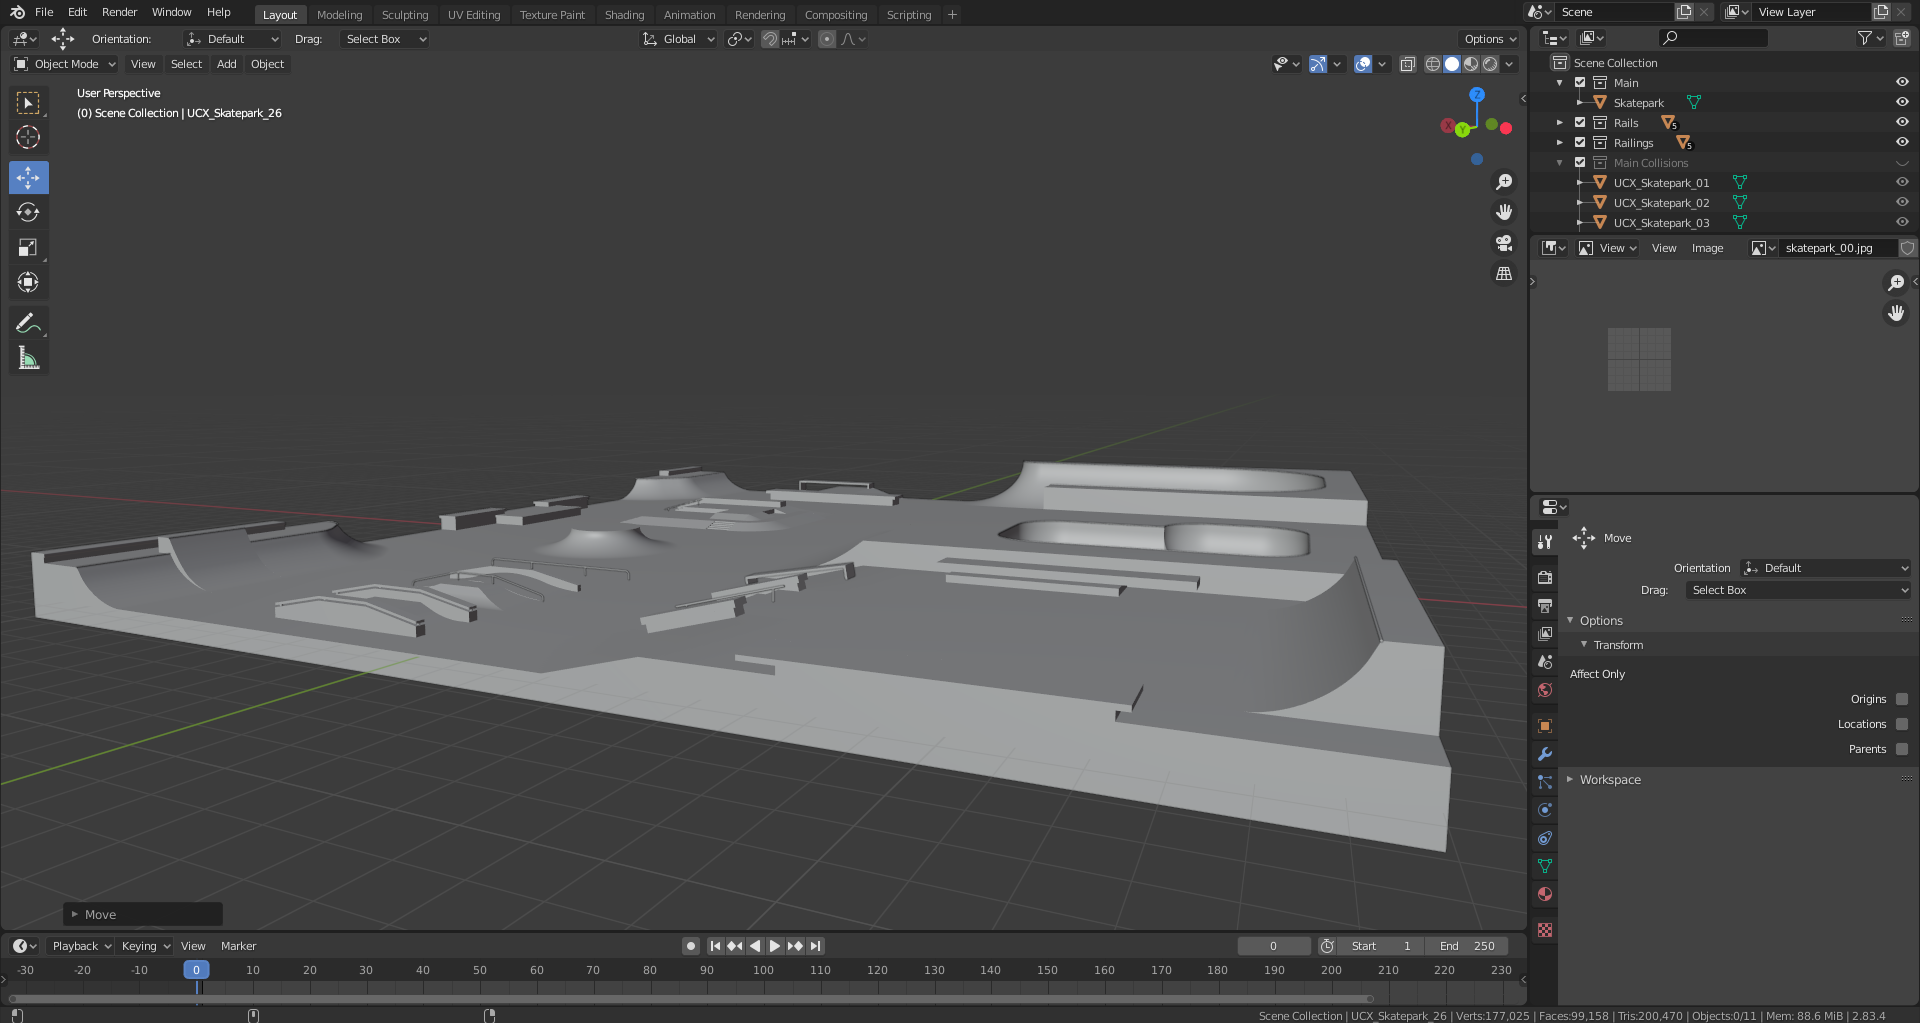 File Edit Render Window Help Layout Modeling Sculpting UV Editing Texture Paint Shading Animation Rendering Compositing Scripting + Scene View Layer
Orientation: Default Drag: Select Box Global Options
Object Mode View Select Add Object
User Perspective
(0) Scene Collection | UCX_Skatepark_26
Z
X
Y
Move
Scene Collection
Main
Skatepark
Rails 5
Railings 5
Main Collisions
UCX_Skatepark_01
UCX_Skatepark_02
UCX_Skatepark_03
View View Image skatepark_00.jpg
Move
Orientation Default
Drag: Select Box
Options
Transform
Affect Only
Origins
Locations
Parents
Workspace
Playback Keying View Marker 0 Start 1 End 250
-30 -20 -10 0 10 20 30 40 50 60 70 80 90 100 110 120 130 140 150 160 170 180 190 200 210 220 230
Scene Collection | UCX_Skatepark_26 | Verts:177,025 | Faces:99,158 | Tris:200,470 | Objects:0/11 | Mem: 88.6 MiB | 2.83.4